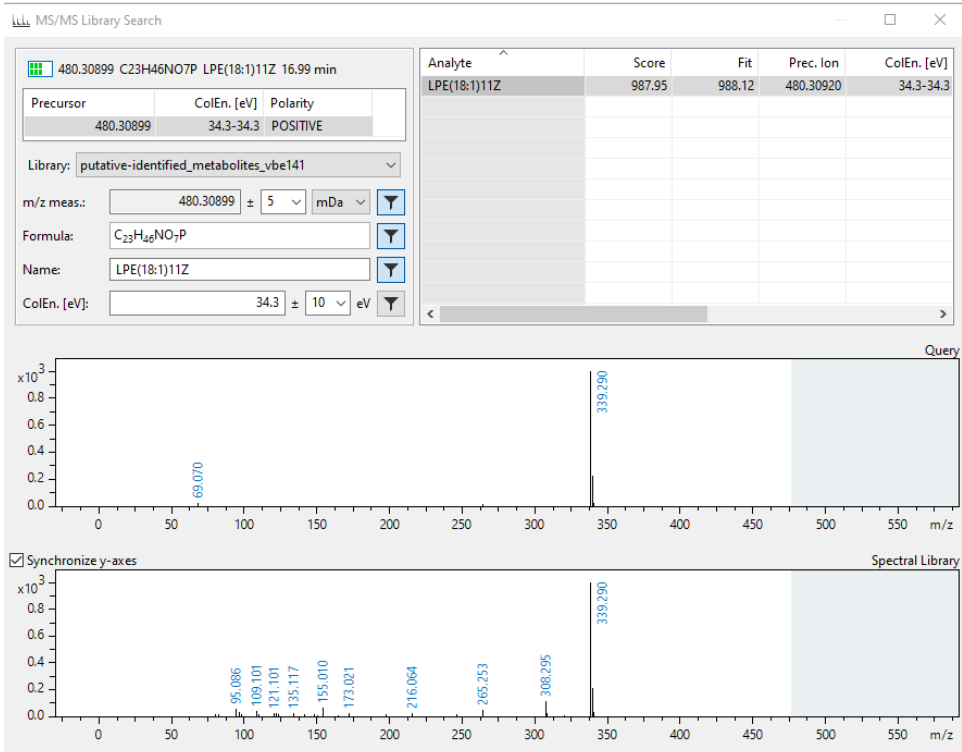 MS/MS Library Search
480.30899 C23H46NO7P LPE(18:1)11Z 16.99 min
Precursor ColEn. [eV] Polarity
480.30899 34.3-34.3 POSITIVE
Library: putative-identified_metabolites_vbe141
m/z meas.: 480.30899 ± 5 mDa
Formula: C₂₃H₄₆NO₇P
Name: LPE(18:1)11Z
ColEn. [eV]: 34.3 ± 10 eV
Analyte Score Fit Prec. Ion ColEn. [eV]
LPE(18:1)11Z 987.95 988.12 480.30920 34.3-34.3
Query
x10³
0.8
0.6
0.4
0.2
0.0
69.070
339.290
0 50 100 150 200 250 300 350 400 450 500 550 m/z
Synchronize y-axes Spectral Library
x10³
0.8
0.6
0.4
0.2
0.0
95.086
109.101
121.101
135.117
155.010
173.021
216.064
265.253
308.295
339.290
0 50 100 150 200 250 300 350 400 450 500 550 m/z